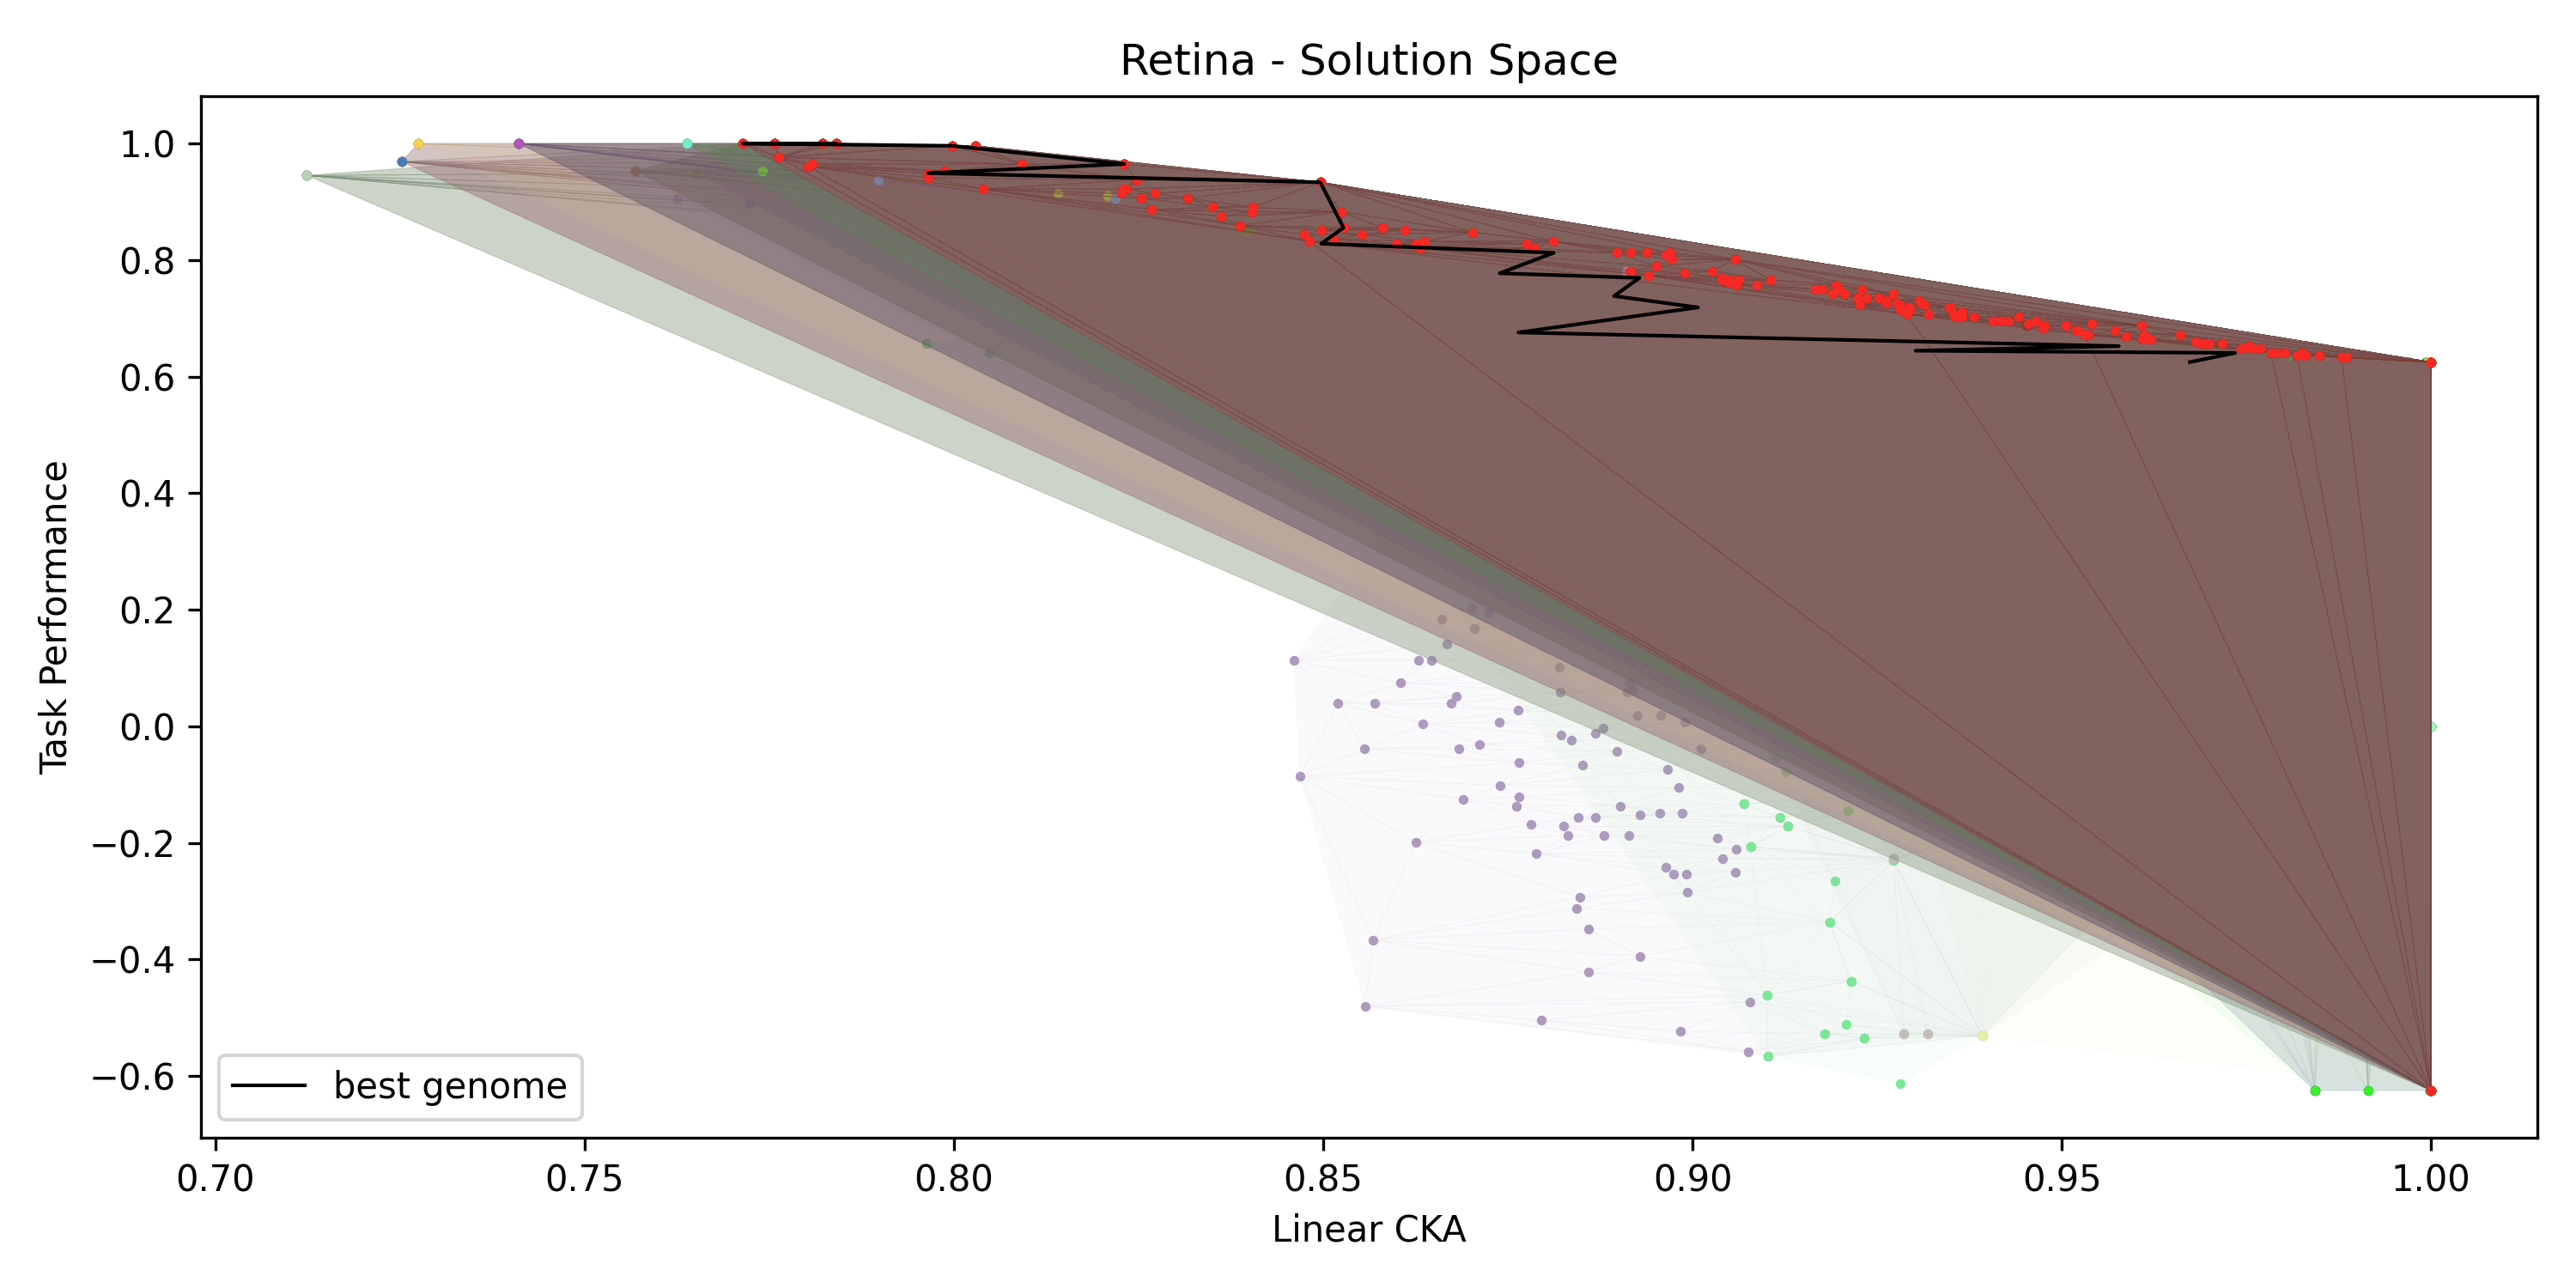 Retina - Solution Space
Task Performance
1.0
0.8
0.6
0.4
0.2
0.0
−0.2
−0.4
−0.6
best genome
0.70 0.75 0.80 0.85 0.90 0.95 1.00
Linear CKA